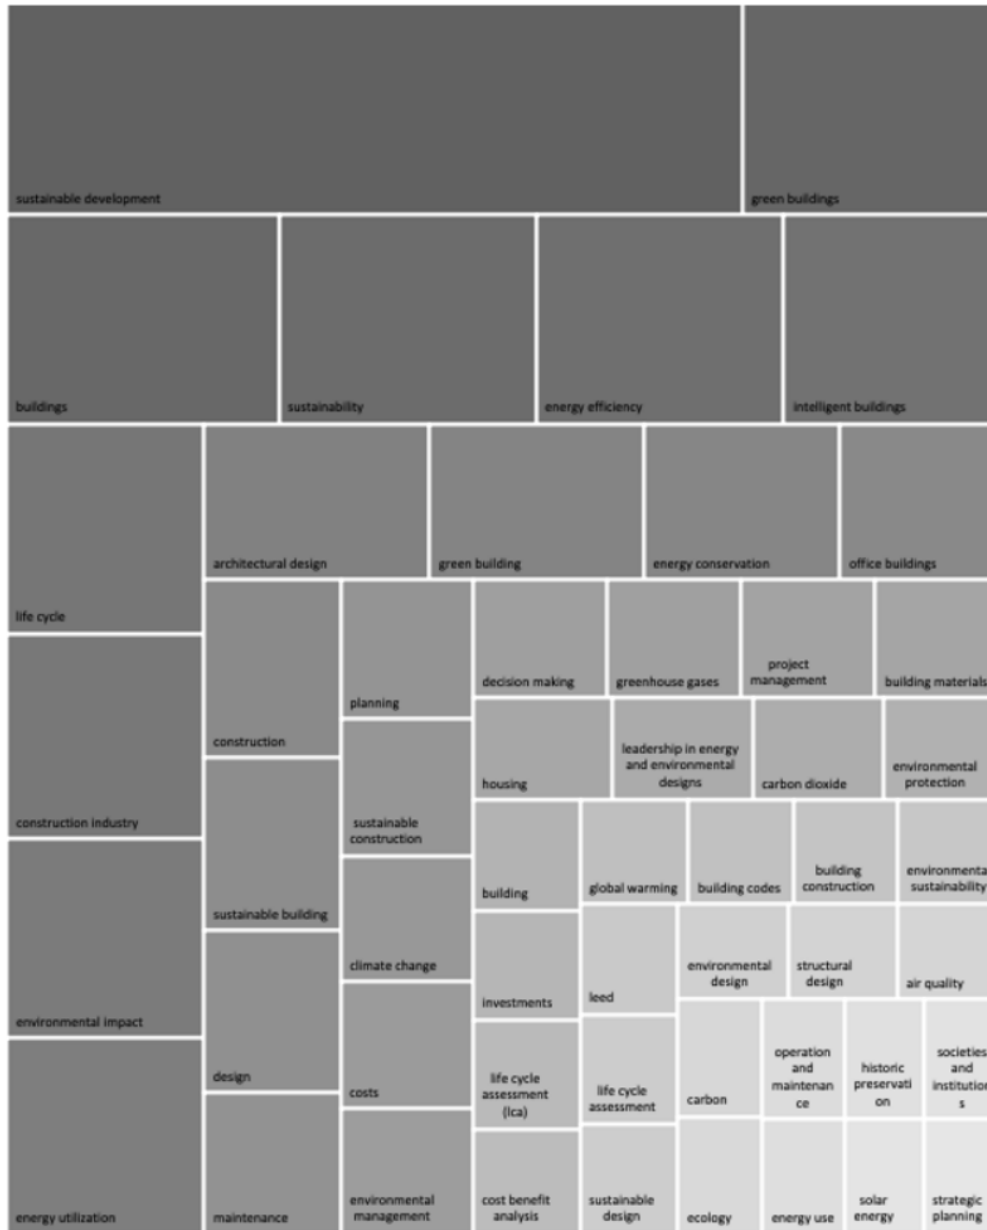 sustainable development
green buildings
buildings
sustainability
energy efficiency
intelligent buildings
life cycle
architectural design
green building
energy conservation
office buildings
construction industry
environmental impact
energy utilization
construction
sustainable building
design
maintenance
planning
sustainable
construction
climate change
costs
environmental
management
decision making
greenhouse gases
project
management
building materials
housing
leadership in energy
and environmental
designs
carbon dioxide
environmental
protection
building
global warming
building codes
building
construction
environmenta
sustainability
investments
leed
environmental
design
structural
design
air quality
life cycle
assessment
(lca)
life cycle
assessment
carbon
operation
and
maintenan
ce
historic
preservati
on
societies
and
institution
s
cost benefit
analysis
sustainable
design
ecology
energy use
solar
energy
strategic
planning